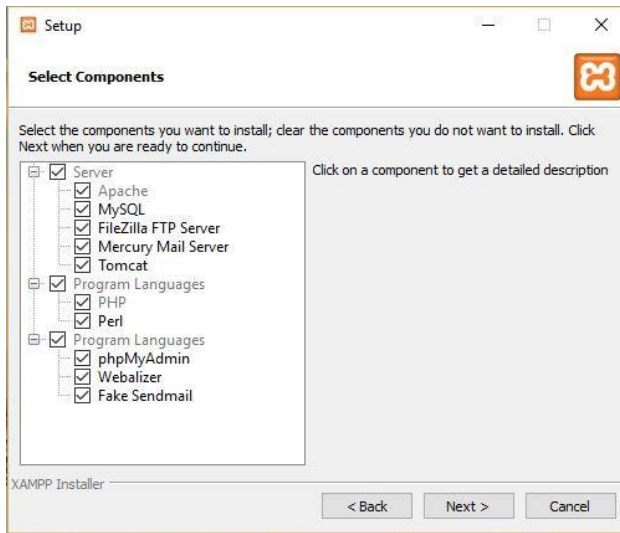 Setup
Select Components
Select the components you want to install; clear the components you do not want to install. Click
Next when you are ready to continue.
Server
Apache
MySQL
FileZilla FTP Server
Mercury Mail Server
Tomcat
Program Languages
PHP
Perl
Program Languages
phpMyAdmin
Webalizer
Fake Sendmail
Click on a component to get a detailed description
XAMPP Installer
< Back
Next >
Cancel